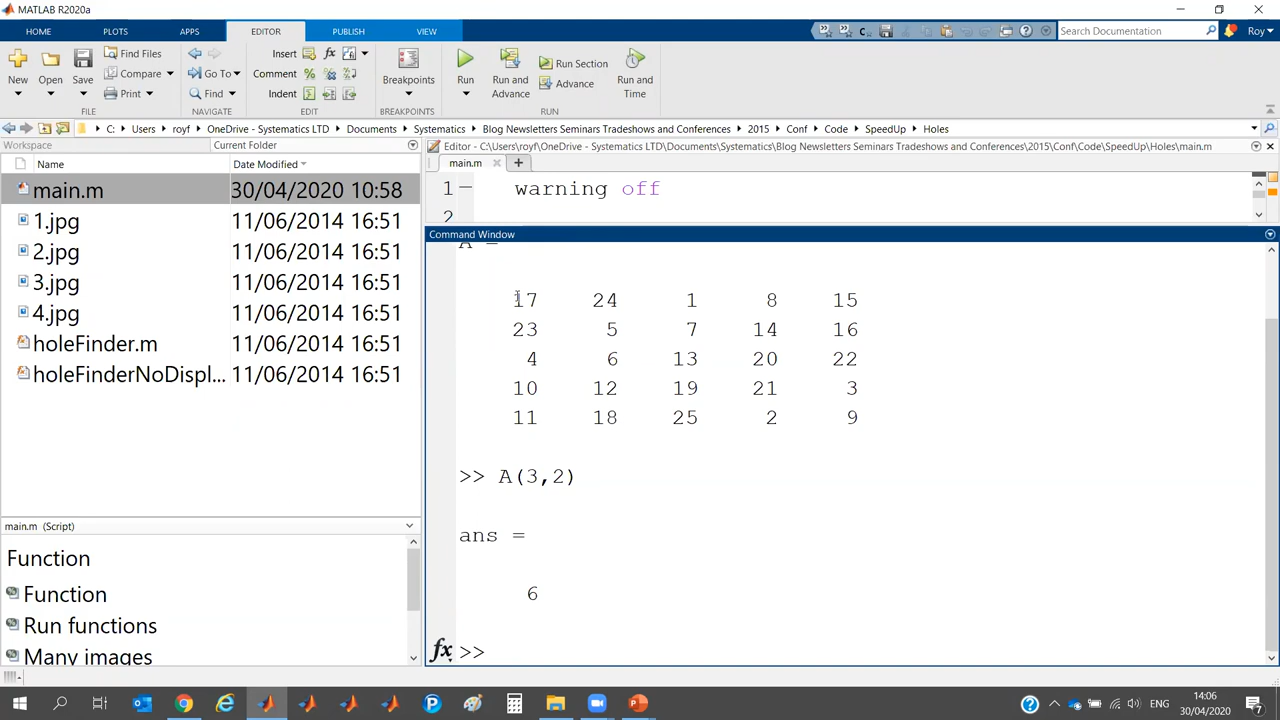 MATLAB R2020a
HOME PLOTS APPS EDITOR PUBLISH VIEW Search Documentation Roy
New Open Save Find Files Compare Print Go To Find Insert Comment Indent Breakpoints Run Run and Advance Run Section Advance Run and Time
FILE NAVIGATE EDIT BREAKPOINTS RUN
C: Users royf OneDrive - Systematics LTD Documents Systematics Blog Newsletters Seminars Tradeshows and Conferences 2015 Conf Code SpeedUp Holes
Workspace Current Folder
Name Date Modified
main.m 30/04/2020 10:58
1.jpg 11/06/2014 16:51
2.jpg 11/06/2014 16:51
3.jpg 11/06/2014 16:51
4.jpg 11/06/2014 16:51
holeFinder.m 11/06/2014 16:51
holeFinderNoDispl... 11/06/2014 16:51
main.m (Script)
Function
Function
Run functions
Many images
Editor - C:\Users\royf\OneDrive - Systematics LTD\Documents\Systematics\Blog Newsletters Seminars Tradeshows and Conferences\2015\Conf\Code\SpeedUp\Holes\main.m
main.m
1 warning off
2
Command Window
A =
17 24 1 8 15
23 5 7 14 16
4 6 13 20 22
10 12 19 21 3
11 18 25 2 9
>> A(3,2)
ans =
6
fx >>
ENG
14:06
30/04/2020
7